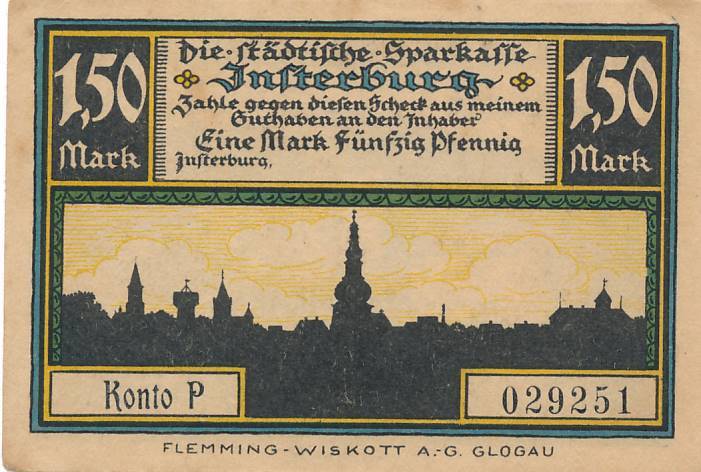 1,50 Mark
Die städtische Sparkasse
Insterburg
Zahle gegen diesen Scheck aus meinem
Guthaben an den Inhaber
Eine Mark Fünfzig Pfennig
Insterburg,
1,50 Mark
Konto P
029251
FLEMMING-WISKOTT A.-G. GLOGAU